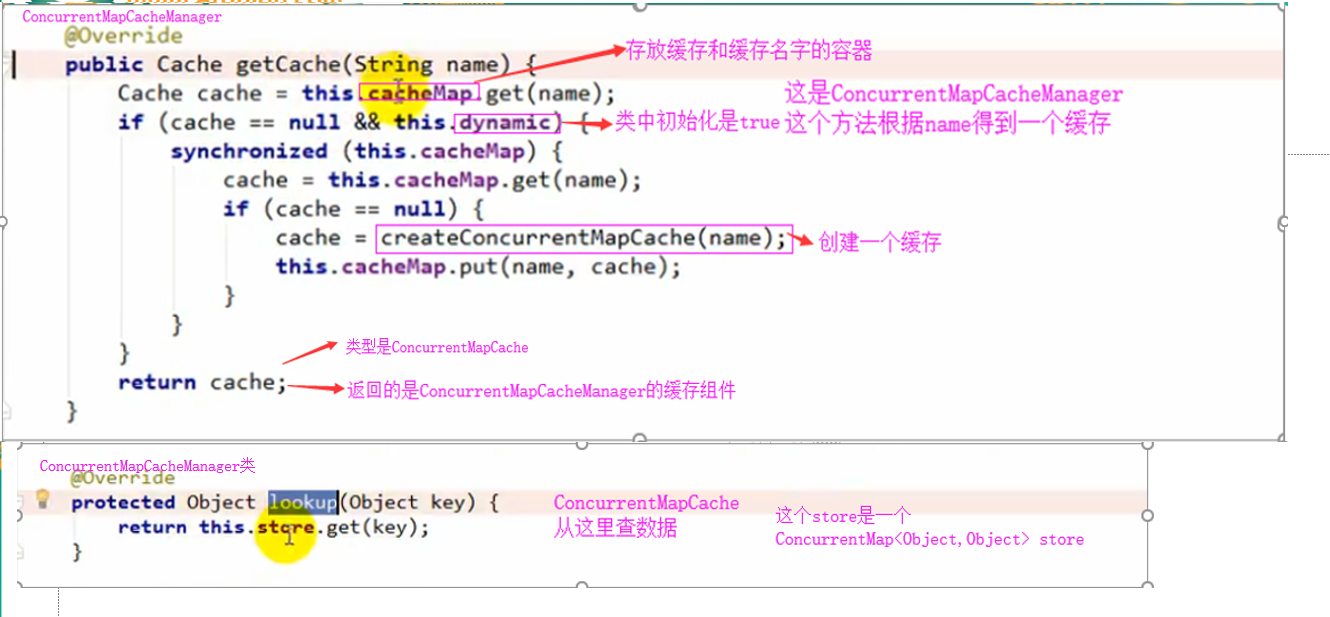 ConcurrentMapCacheManager
@Override
public Cache getCache(String name) {
存放缓存和缓存名字的容器
Cache cache = this.cacheMap.get(name);
这是ConcurrentMapCacheManager
if (cache == null && this.dynamic) {
类中初始化是true
这个方法根据name得到一个缓存
synchronized (this.cacheMap) {
cache = this.cacheMap.get(name);
if (cache == null) {
cache = createConcurrentMapCache(name);
创建一个缓存
this.cacheMap.put(name, cache);
}
}
}
类型是ConcurrentMapCache
return cache;
返回的是ConcurrentMapCacheManager的缓存组件
}
ConcurrentMapCacheManager类
@Override
protected Object lookup(Object key) {
ConcurrentMapCache
return this.store.get(key);
从这里查数据
这个store是一个
ConcurrentMap<Object,Object> store
}